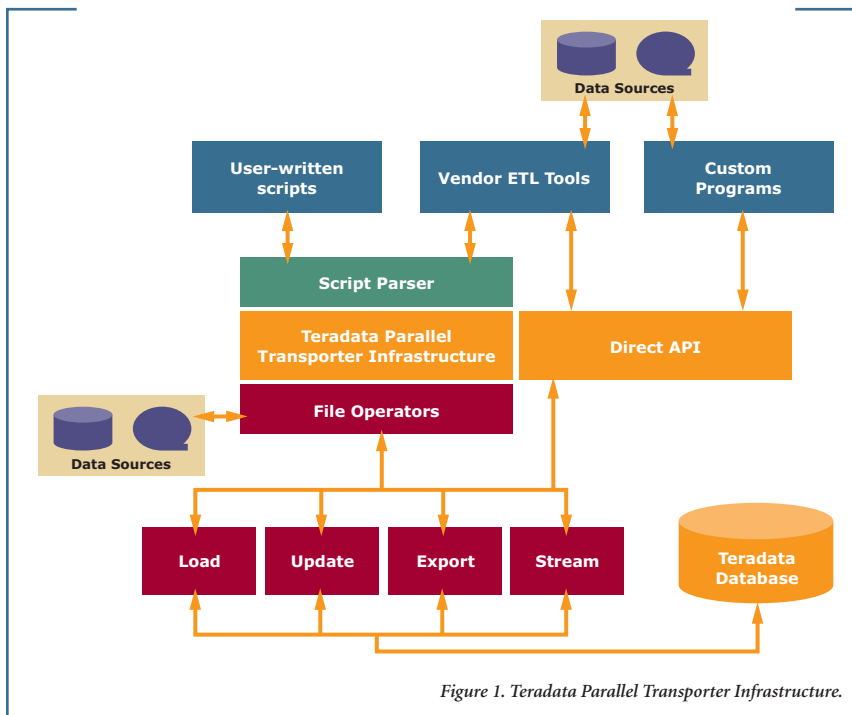 Data Sources
User-written
scripts
Vendor ETL Tools
Custom
Programs
Script Parser
Teradata Parallel
Transporter Infrastructure
Direct API
File Operators
Data Sources
Load
Update
Export
Stream
Teradata
Database
Figure 1. Teradata Parallel Transporter Infrastructure.